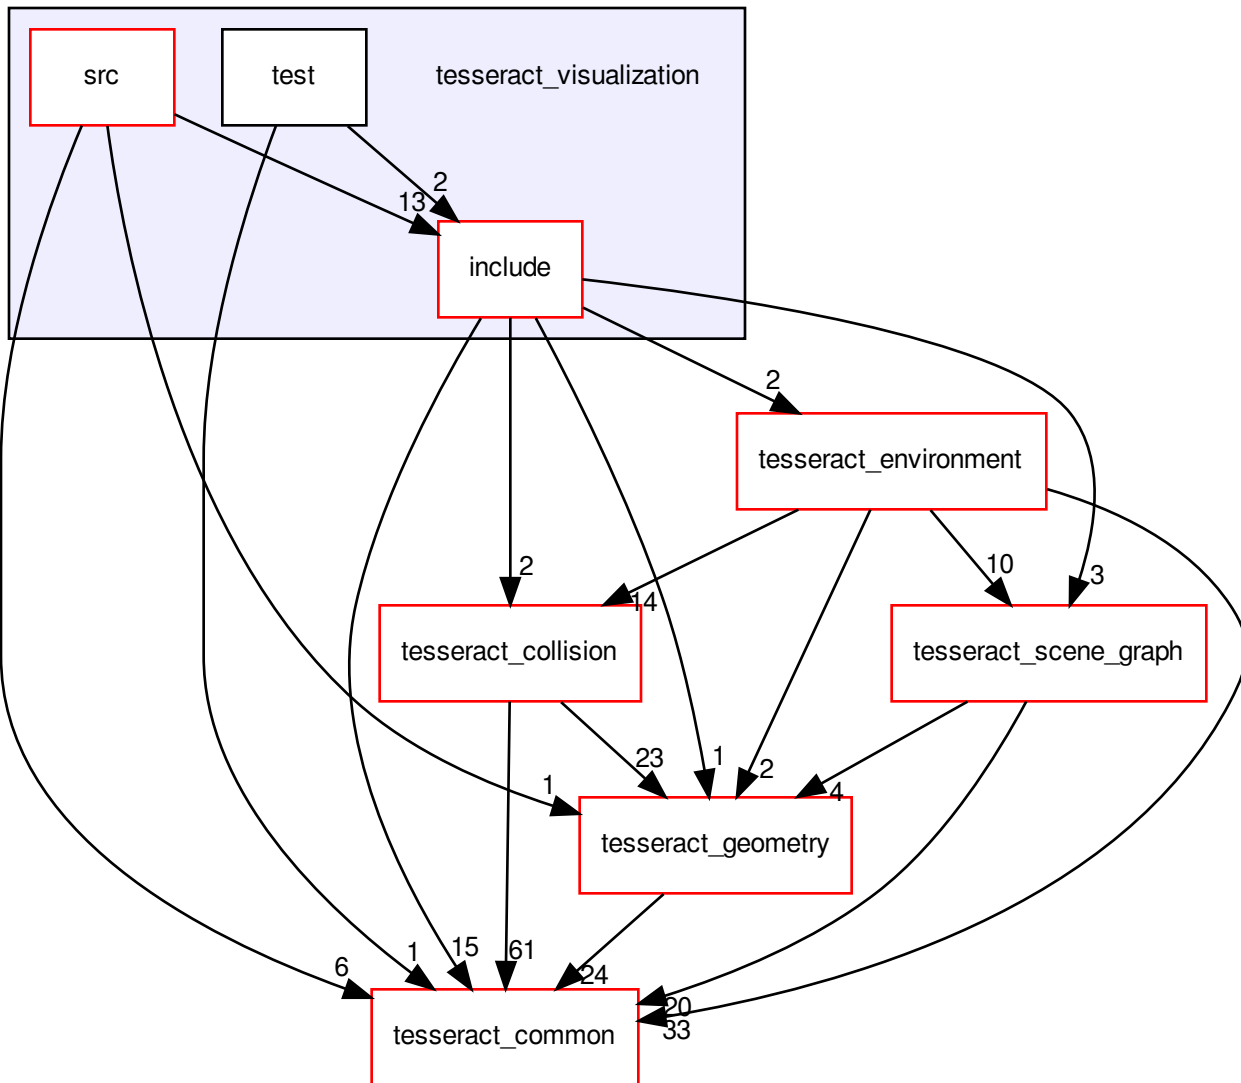 src
test
tesseract_visualization
2
13
include
2
tesseract_environment
2
10
3
14
tesseract_collision
tesseract_scene_graph
23
1
2
1
4
tesseract_geometry
1
15
61
6
24
20
33
tesseract_common